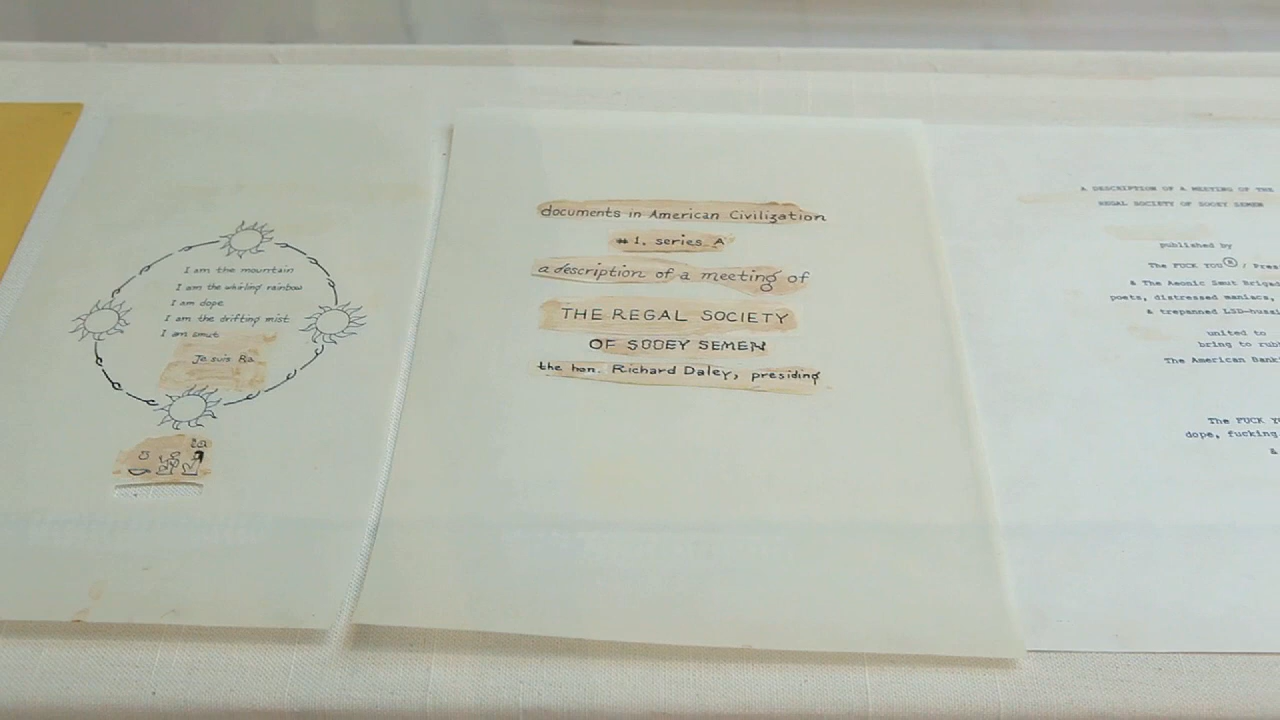 I am the mountain
I am the whirling rainbow
I am dope
I am the drifting mist
I am smut
Je suis Ra
documents in American Civilization
#1. series A
a description of a meeting of
THE REGAL SOCIETY
OF SOOEY SEMEN
the hon. Richard Daley, presiding
A DESCRIPTION OF A MEETING OF THE
REGAL SOCIETY OF SOOEY SEMEN
published by
The FUCK YOU® / Pres
& The Aeonic Smut Brigad
poets, distressed maniacs,
& trepanned LSD-
united to
bring to
The American Bank
The FUCK Y
dope, fucking
&